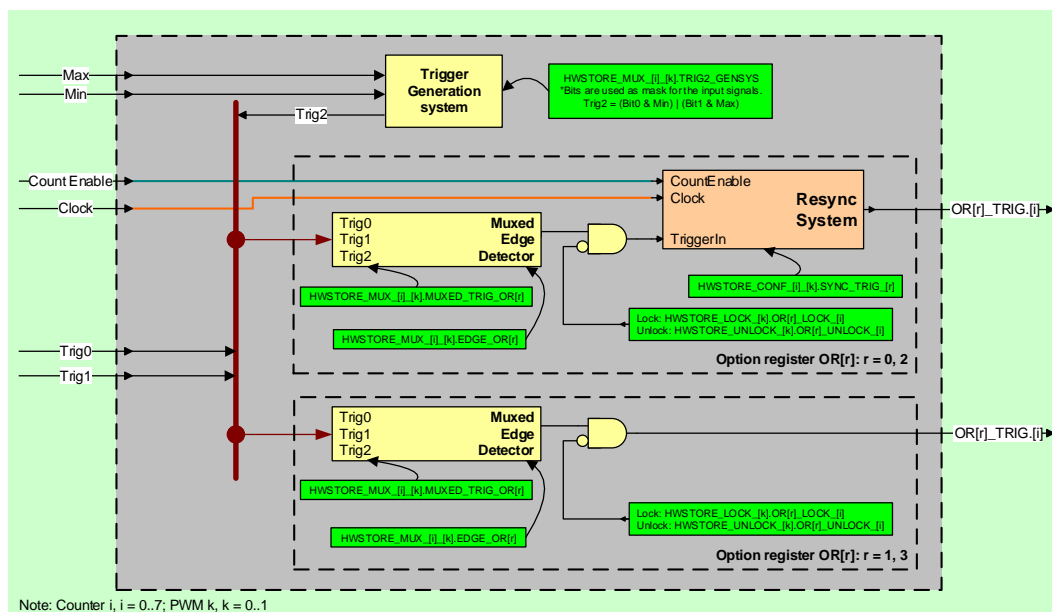 Max
Min
Trigger
Generation
system
Trig2
HWSTORE_MUX_[i]_[k].TRIG2_GENSYS
*Bits are used as mask for the input signals.
Trig2 = (Bit0 & Min) | (Bit1 & Max)
Count Enable
Clock
CountEnable
Clock
Resync
System
TriggerIn
OR[r]_TRIG.[i]
Trig0
Trig1
Trig2
Muxed
Edge
Detector
HWSTORE_MUX_[i]_[k].MUXED_TRIG_OR[r]
HWSTORE_CONF_[i]_[k].SYNC_TRIG_[r]
HWSTORE_MUX_[i]_[k].EDGE_OR[r]
Lock: HWSTORE_LOCK_[k].OR[r]_LOCK_[i]
Unlock: HWSTORE_UNLOCK_[k].OR[r]_UNLOCK_[i]
Option register OR[r]: r = 0, 2
Trig0
Trig1
Trig0
Trig1
Trig2
Muxed
Edge
Detector
OR[r]_TRIG.[i]
HWSTORE_MUX_[i]_[k].MUXED_TRIG_OR[r]
HWSTORE_MUX_[i]_[k].EDGE_OR[r]
Lock: HWSTORE_LOCK_[k].OR[r]_LOCK_[i]
Unlock: HWSTORE_UNLOCK_[k].OR[r]_UNLOCK_[i]
Option register OR[r]: r = 1, 3
Note: Counter i, i = 0..7; PWM k, k = 0..1